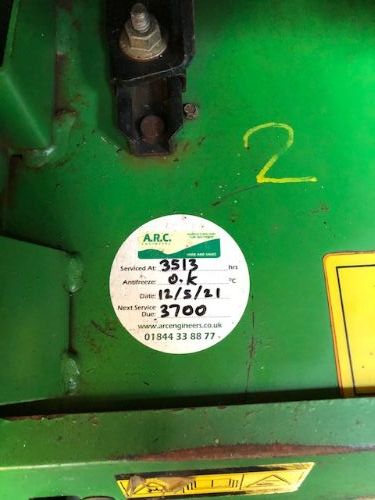 2
A.R.C.
HIRE AND SALES
Serviced At: 3513 hrs
Antifreeze: O.K °C
Date: 12/5/21
Next Service
Due: 3700
www.arcengineers.co.uk
01844 33 88 77